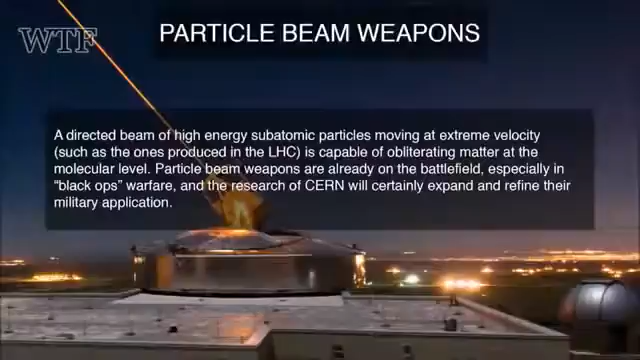 WTF
PARTICLE BEAM WEAPONS
A directed beam of high energy subatomic particles moving at extreme velocity
(such as the ones produced in the LHC) is capable of obliterating matter at the
molecular level. Particle beam weapons are already on the battlefield, especially in
“black ops” warfare, and the research of CERN will certainly expand and refine their
military application.